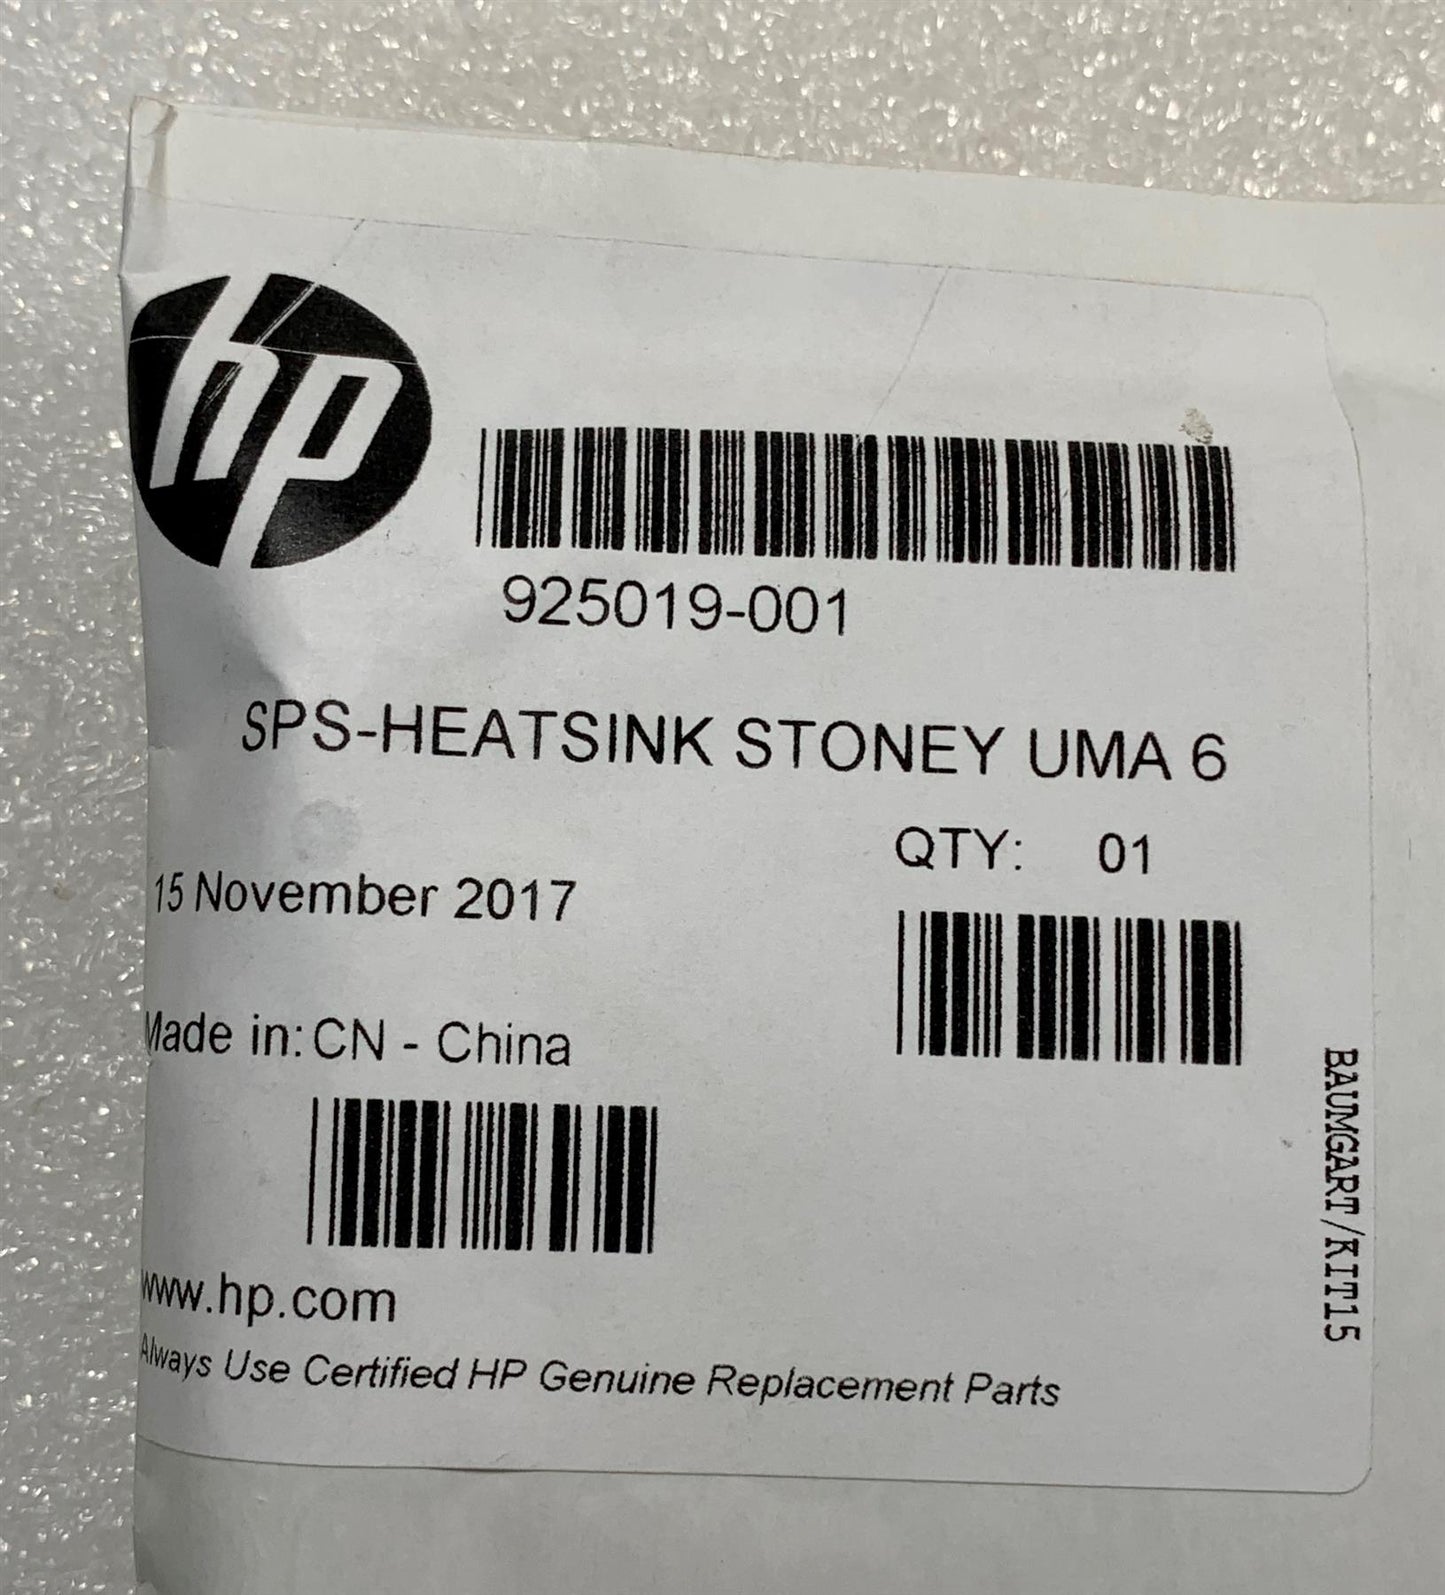 hp
925019-001
SPS-HEATSINK STONEY UMA 6
QTY: 01
15 November 2017
Made in: CN - China
www.hp.com
Always Use Certified HP Genuine Replacement Parts
BAUMGART/KIT15